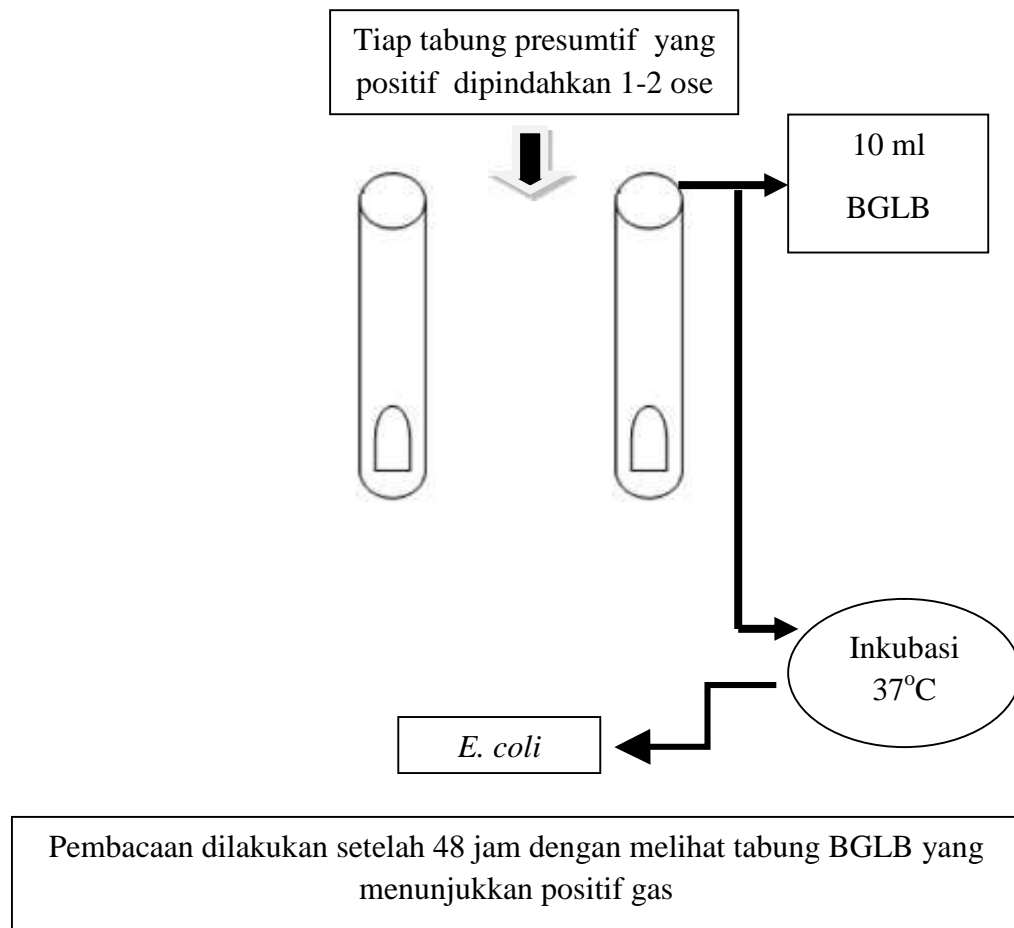 Tiap tabung presumtif yang
positif dipindahkan 1-2 ose
10 ml
BGLB
Inkubasi
37°C
E. coli
Pembacaan dilakukan setelah 48 jam dengan melihat tabung BGLB yang
menunjukkan positif gas